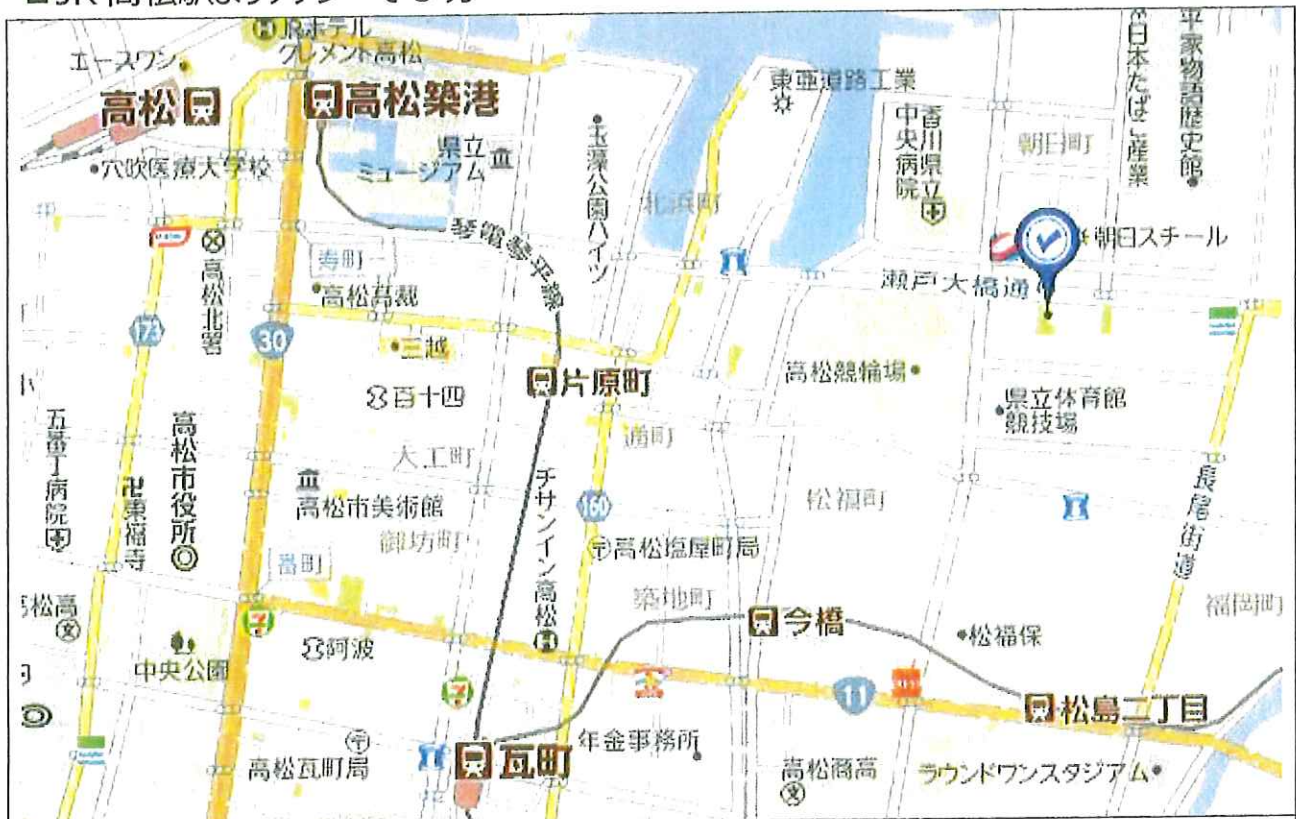 JRホテル
クレメント高松
エースワン
高松
高松築港
穴吹医療大学校
県立
ミュージアム
玉藻公園ハイツ
東亜道路工業
香川県立
中央病院
朝日町
日本たばこ産業
平家物語歴史館
北浜町
琴電琴平線
寿町
高松高裁
高松北署
173
30
三越
百十四
片原町
瀬戸大橋通
朝日スチール
高松競輪場
県立体育館
競技場
五番丁病院
東福寺
高松市役所
大工町
高松市美術館
御坊町
番町
通町
160
チサンイン高松
高松塩屋町局
築地町
松福町
長尾街道
福岡町
今橋
松福保
高松高
中央公園
阿波
11
松島二丁目
高松瓦町局
瓦町
年金事務所
高松商高
ラウンドワンスタジアム